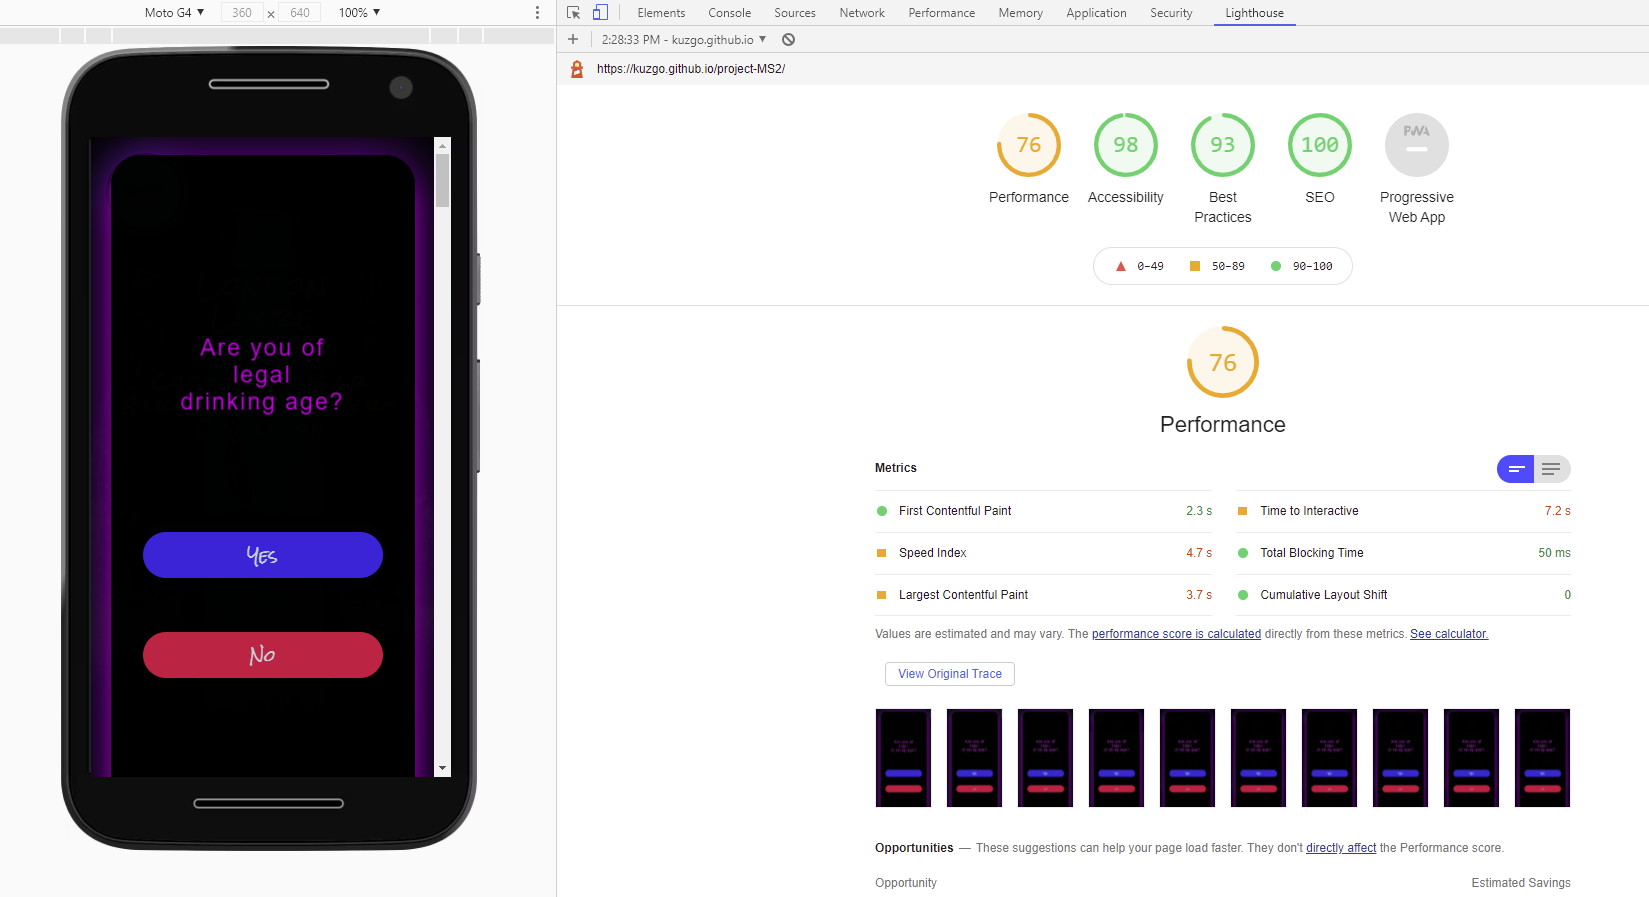 Moto G4 ▼ 360 × 640 100% ▼
Elements Console Sources Network Performance Memory Application Security Lighthouse
+ 2:28:33 PM - kuzgo.github.io ▼
https://kuzgo.github.io/project-MS2/
76 98 93 100 PWA
Performance Accessibility Best Practices SEO Progressive Web App
0–49 50–89 90–100
76
Performance
Metrics
First Contentful Paint 2.3 s
Time to Interactive 7.2 s
Speed Index 4.7 s
Total Blocking Time 50 ms
Largest Contentful Paint 3.7 s
Cumulative Layout Shift 0
Values are estimated and may vary. The performance score is calculated directly from these metrics. See calculator.
View Original Trace
Opportunities — These suggestions can help your page load faster. They don't directly affect the Performance score.
Opportunity Estimated Savings
Are you of
legal
drinking age?
Yes
No